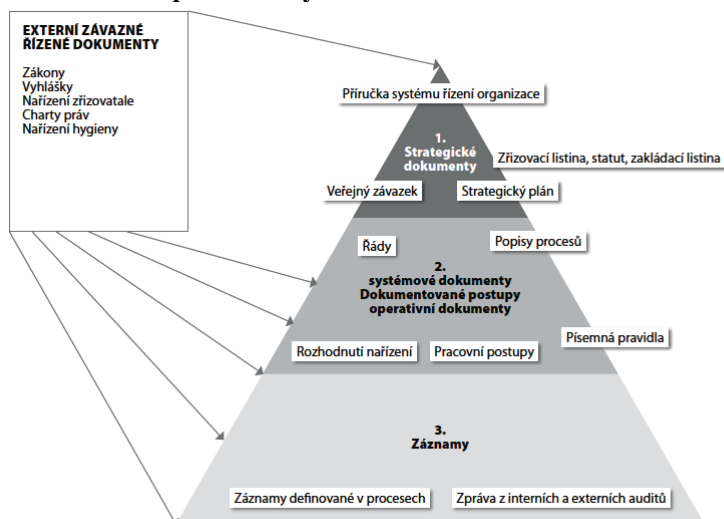 EXTERNÍ ZÁVAZNÉ
ŘÍZENÉ DOKUMENTY
Zákony
Vyhlášky
Nařízení zřizovatale
Charty práv
Nařízení hygieny
Příručka systému řízení organizace
1.
Strategické
dokumenty
Zřizovací listina, statut, zakládací listina
Veřejný závazek
Strategický plán
Řády
Popisy procesů
2.
systémové dokumenty
Dokumentované postupy
operativní dokumenty
Písemná pravidla
Rozhodnutí nařízení
Pracovní postupy
3.
Záznamy
Záznamy definované v procesech
Zpráva z interních a externích auditů